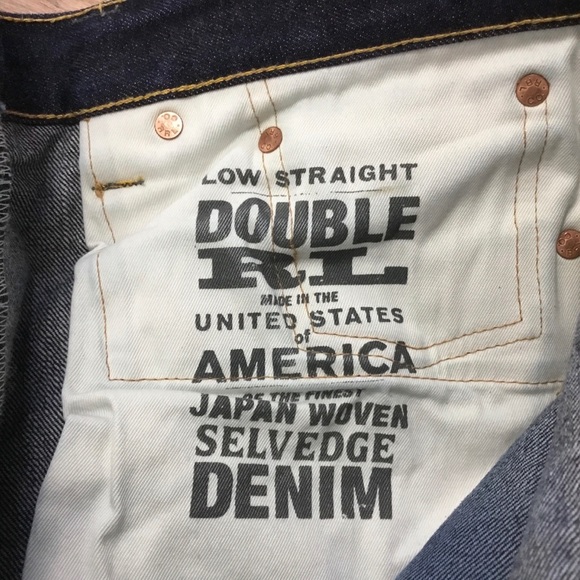 LOW STRAIGHT
DOUBLE
RL
MADE IN THE
UNITED STATES
of
AMERICA
OF THE FINEST
JAPAN WOVEN
SELVEDGE
DENIM